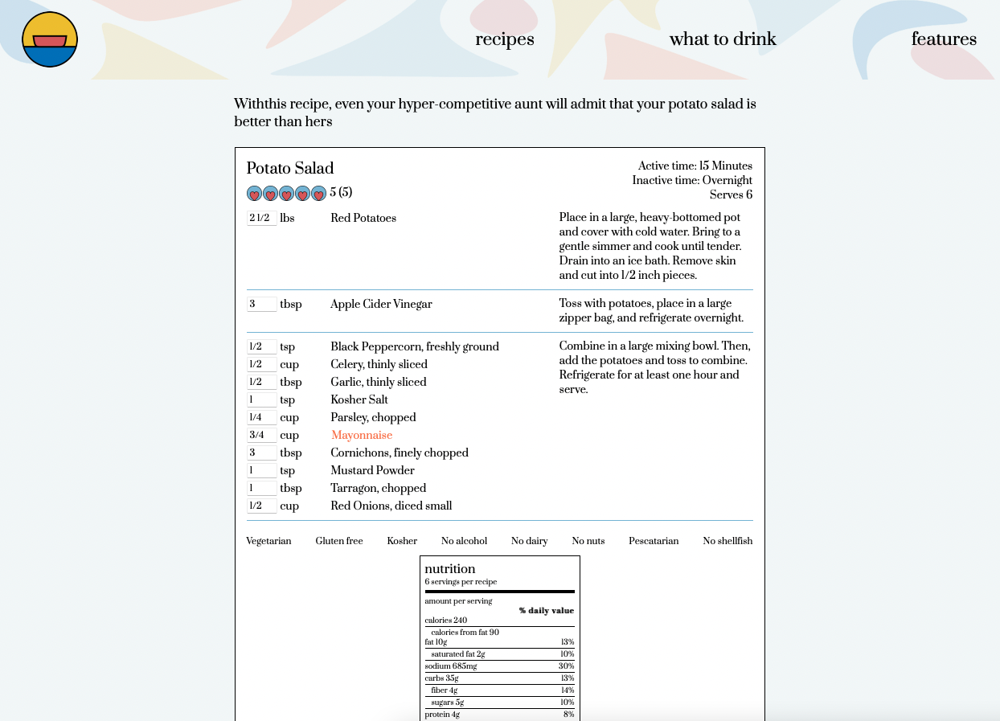 recipes what to drink features
Withthis recipe, even your hyper-competitive aunt will admit that your potato salad is
better than hers
Potato Salad
5 (5)
Active time: 15 Minutes
Inactive time: Overnight
Serves 6
2 1/2 lbs Red Potatoes
Place in a large, heavy-bottomed pot
and cover with cold water. Bring to a
gentle simmer and cook until tender.
Drain into an ice bath. Remove skin
and cut into 1/2 inch pieces.
3 tbsp Apple Cider Vinegar
Toss with potatoes, place in a large
zipper bag, and refrigerate overnight.
1/2 tsp Black Peppercorn, freshly ground
1/2 cup Celery, thinly sliced
1/2 tbsp Garlic, thinly sliced
1 tsp Kosher Salt
1/4 cup Parsley, chopped
3/4 cup Mayonnaise
3 tbsp Cornichons, finely chopped
1 tsp Mustard Powder
1 tbsp Tarragon, chopped
1/2 cup Red Onions, diced small
Combine in a large mixing bowl. Then,
add the potatoes and toss to combine.
Refrigerate for at least one hour and
serve.
Vegetarian Gluten free Kosher No alcohol No dairy No nuts Pescatarian No shellfish
nutrition
6 servings per recipe
amount per serving
% daily value
calories 240
calories from fat 90
fat 10g 13%
saturated fat 2g 10%
sodium 685mg 30%
carbs 35g 13%
fiber 4g 14%
sugars 5g 10%
protein 4g 8%